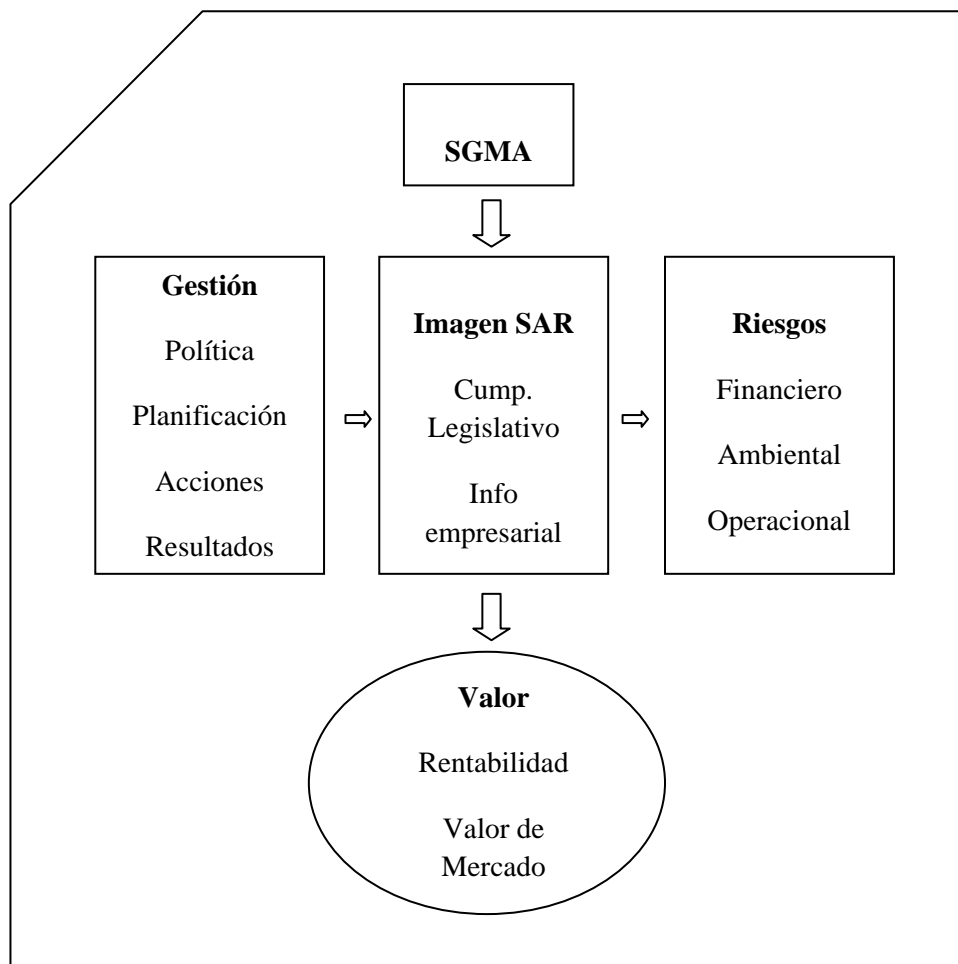 SGMA
Gestión
Política
Planificación
Acciones
Resultados
Imagen SAR
Cump.
Legislativo
Info
empresarial
Riesgos
Financiero
Ambiental
Operacional
Valor
Rentabilidad
Valor de
Mercado